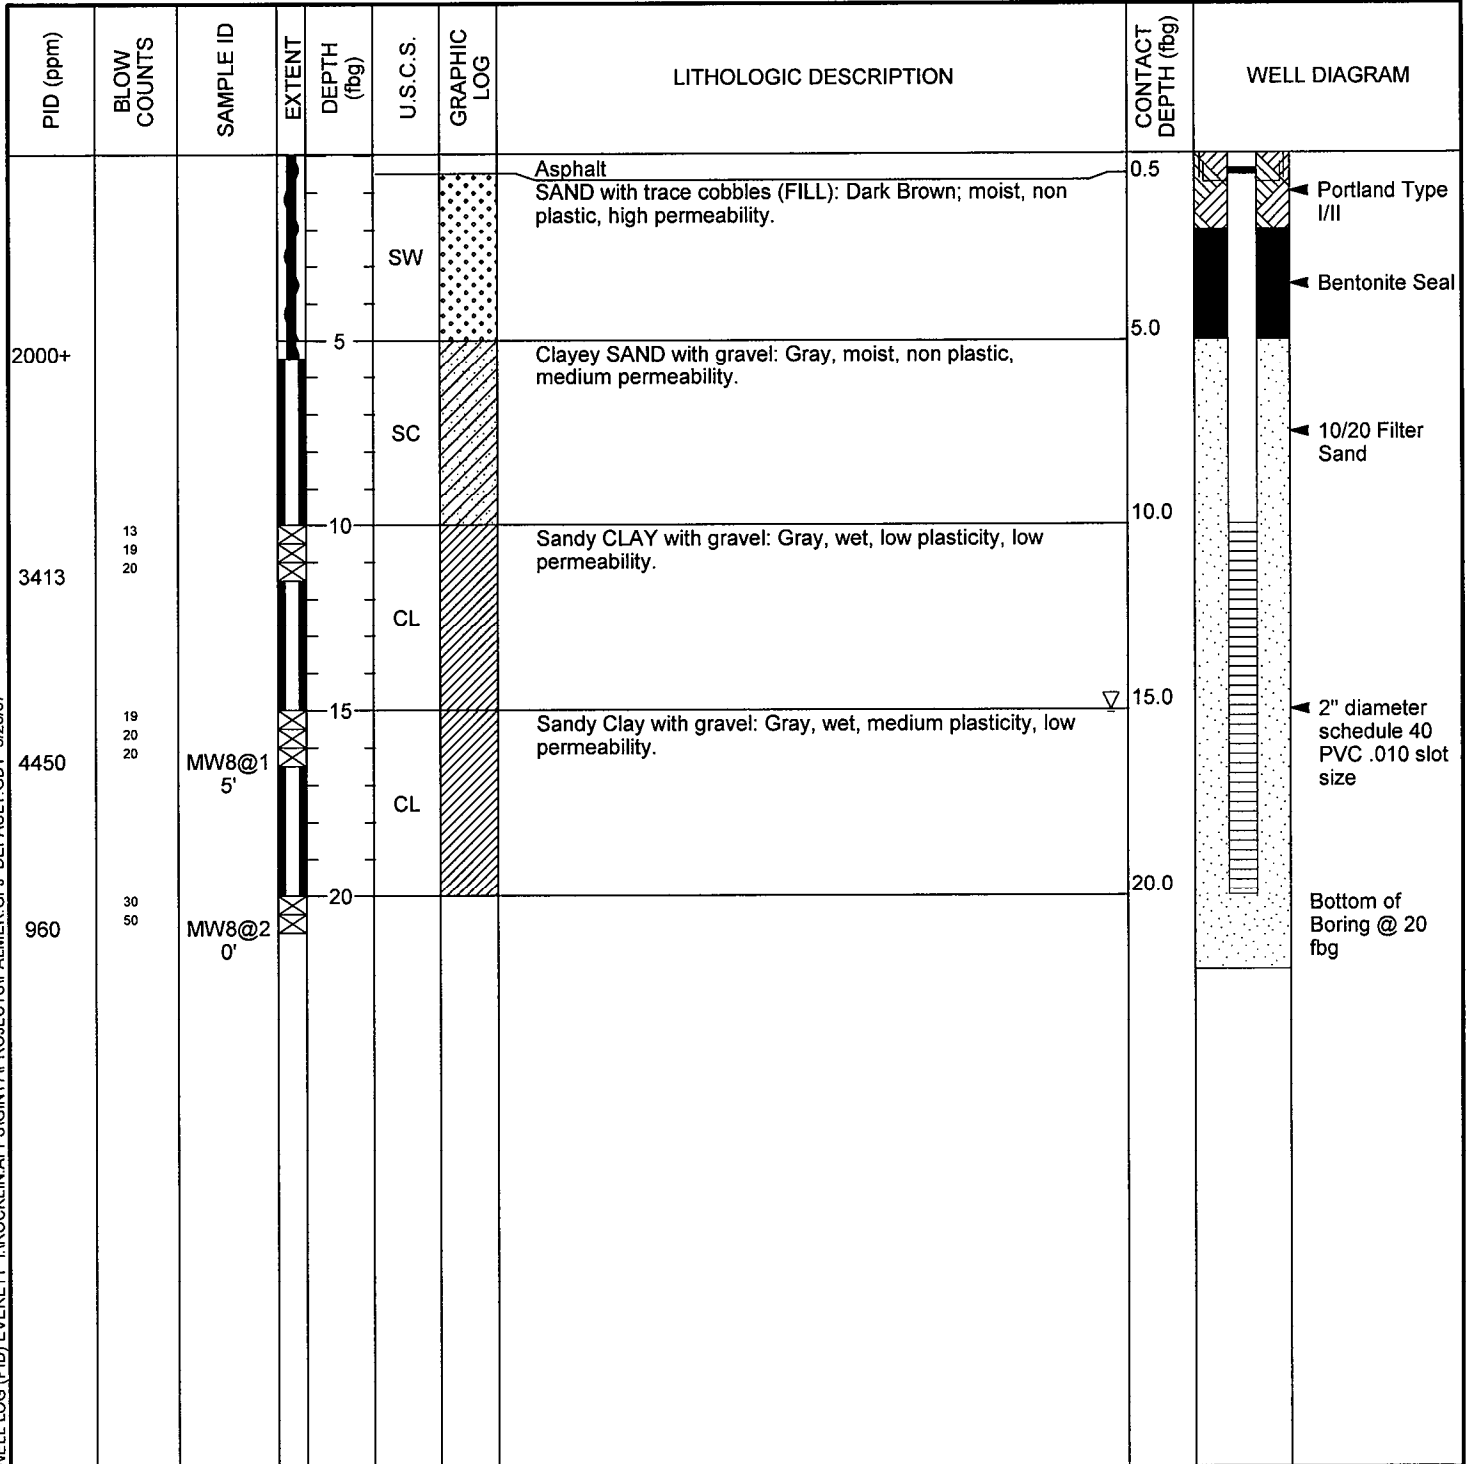 PID (ppm)
BLOW
COUNTS
SAMPLE ID
EXTENT
DEPTH
(fbg)
U.S.C.S.
GRAPHIC
LOG
LITHOLOGIC DESCRIPTION
CONTACT
DEPTH (fbg)
WELL DIAGRAM
Asphalt
0.5
SAND with trace cobbles (FILL): Dark Brown; moist, non
plastic, high permeability.
Portland Type
I/II
SW
Bentonite Seal
5
5.0
2000+
Clayey SAND with gravel: Gray, moist, non plastic,
medium permeability.
SC
10/20 Filter
Sand
10
10.0
13
19
20
Sandy CLAY with gravel: Gray, wet, low plasticity, low
permeability.
3413
CL
15
15.0
19
20
20
Sandy Clay with gravel: Gray, wet, medium plasticity, low
permeability.
2" diameter
schedule 40
PVC .010 slot
size
4450
MW8@1
5'
CL
20
20.0
30
50
Bottom of
Boring @ 20
fbg
960
MW8@2
0'